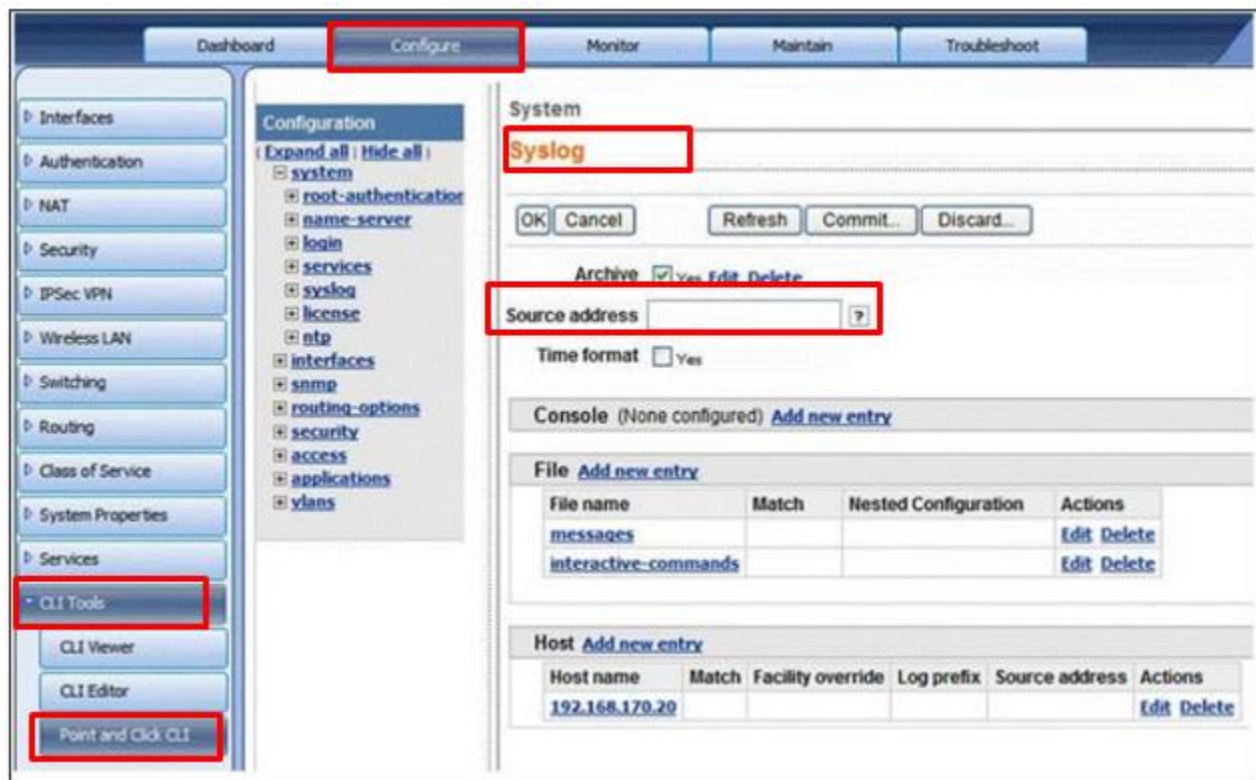 Dashboard Configure Monitor Maintain Troubleshoot
Interfaces
Authentication
NAT
Security
IPSec VPN
Wireless LAN
Switching
Routing
Class of Service
System Properties
Services
CLI Tools
CLI Viewer
CLI Editor
Point and Click CLI
Configuration
( Expand all | Hide all )
system
root-authentication
name-server
login
services
syslog
license
ntp
interfaces
snmp
routing-options
security
access
applications
vlans
System
Syslog
OK Cancel Refresh Commit... Discard...
Archive Yes Edit Delete
Source address ?
Time format Yes
Console (None configured) Add new entry
File Add new entry
File name Match Nested Configuration Actions
messages Edit Delete
interactive-commands Edit Delete
Host Add new entry
Host name Match Facility override Log prefix Source address Actions
192.168.170.20 Edit Delete